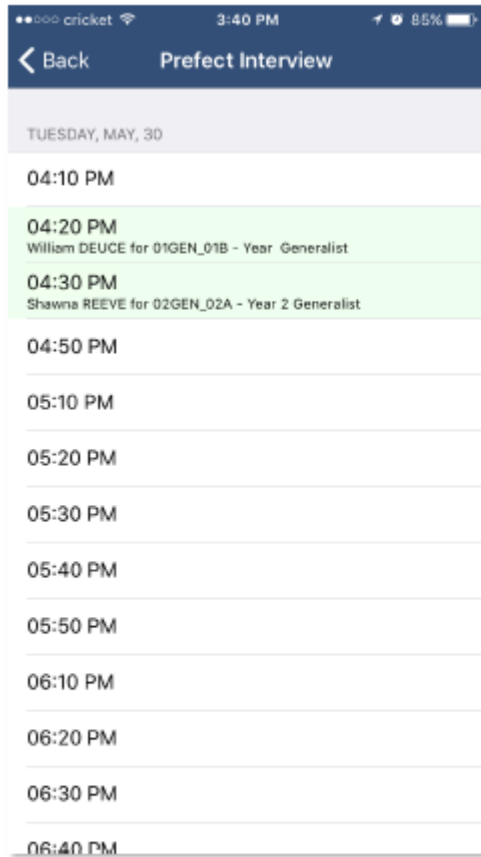 cricket 3:40 PM 85%
Back Prefect Interview
TUESDAY, MAY, 30
04:10 PM
04:20 PM
William DEUCE for 01GEN_01B - Year  Generalist
04:30 PM
Shawna REEVE for 02GEN_02A - Year 2 Generalist
04:50 PM
05:10 PM
05:20 PM
05:30 PM
05:40 PM
05:50 PM
06:10 PM
06:20 PM
06:30 PM
06:40 PM